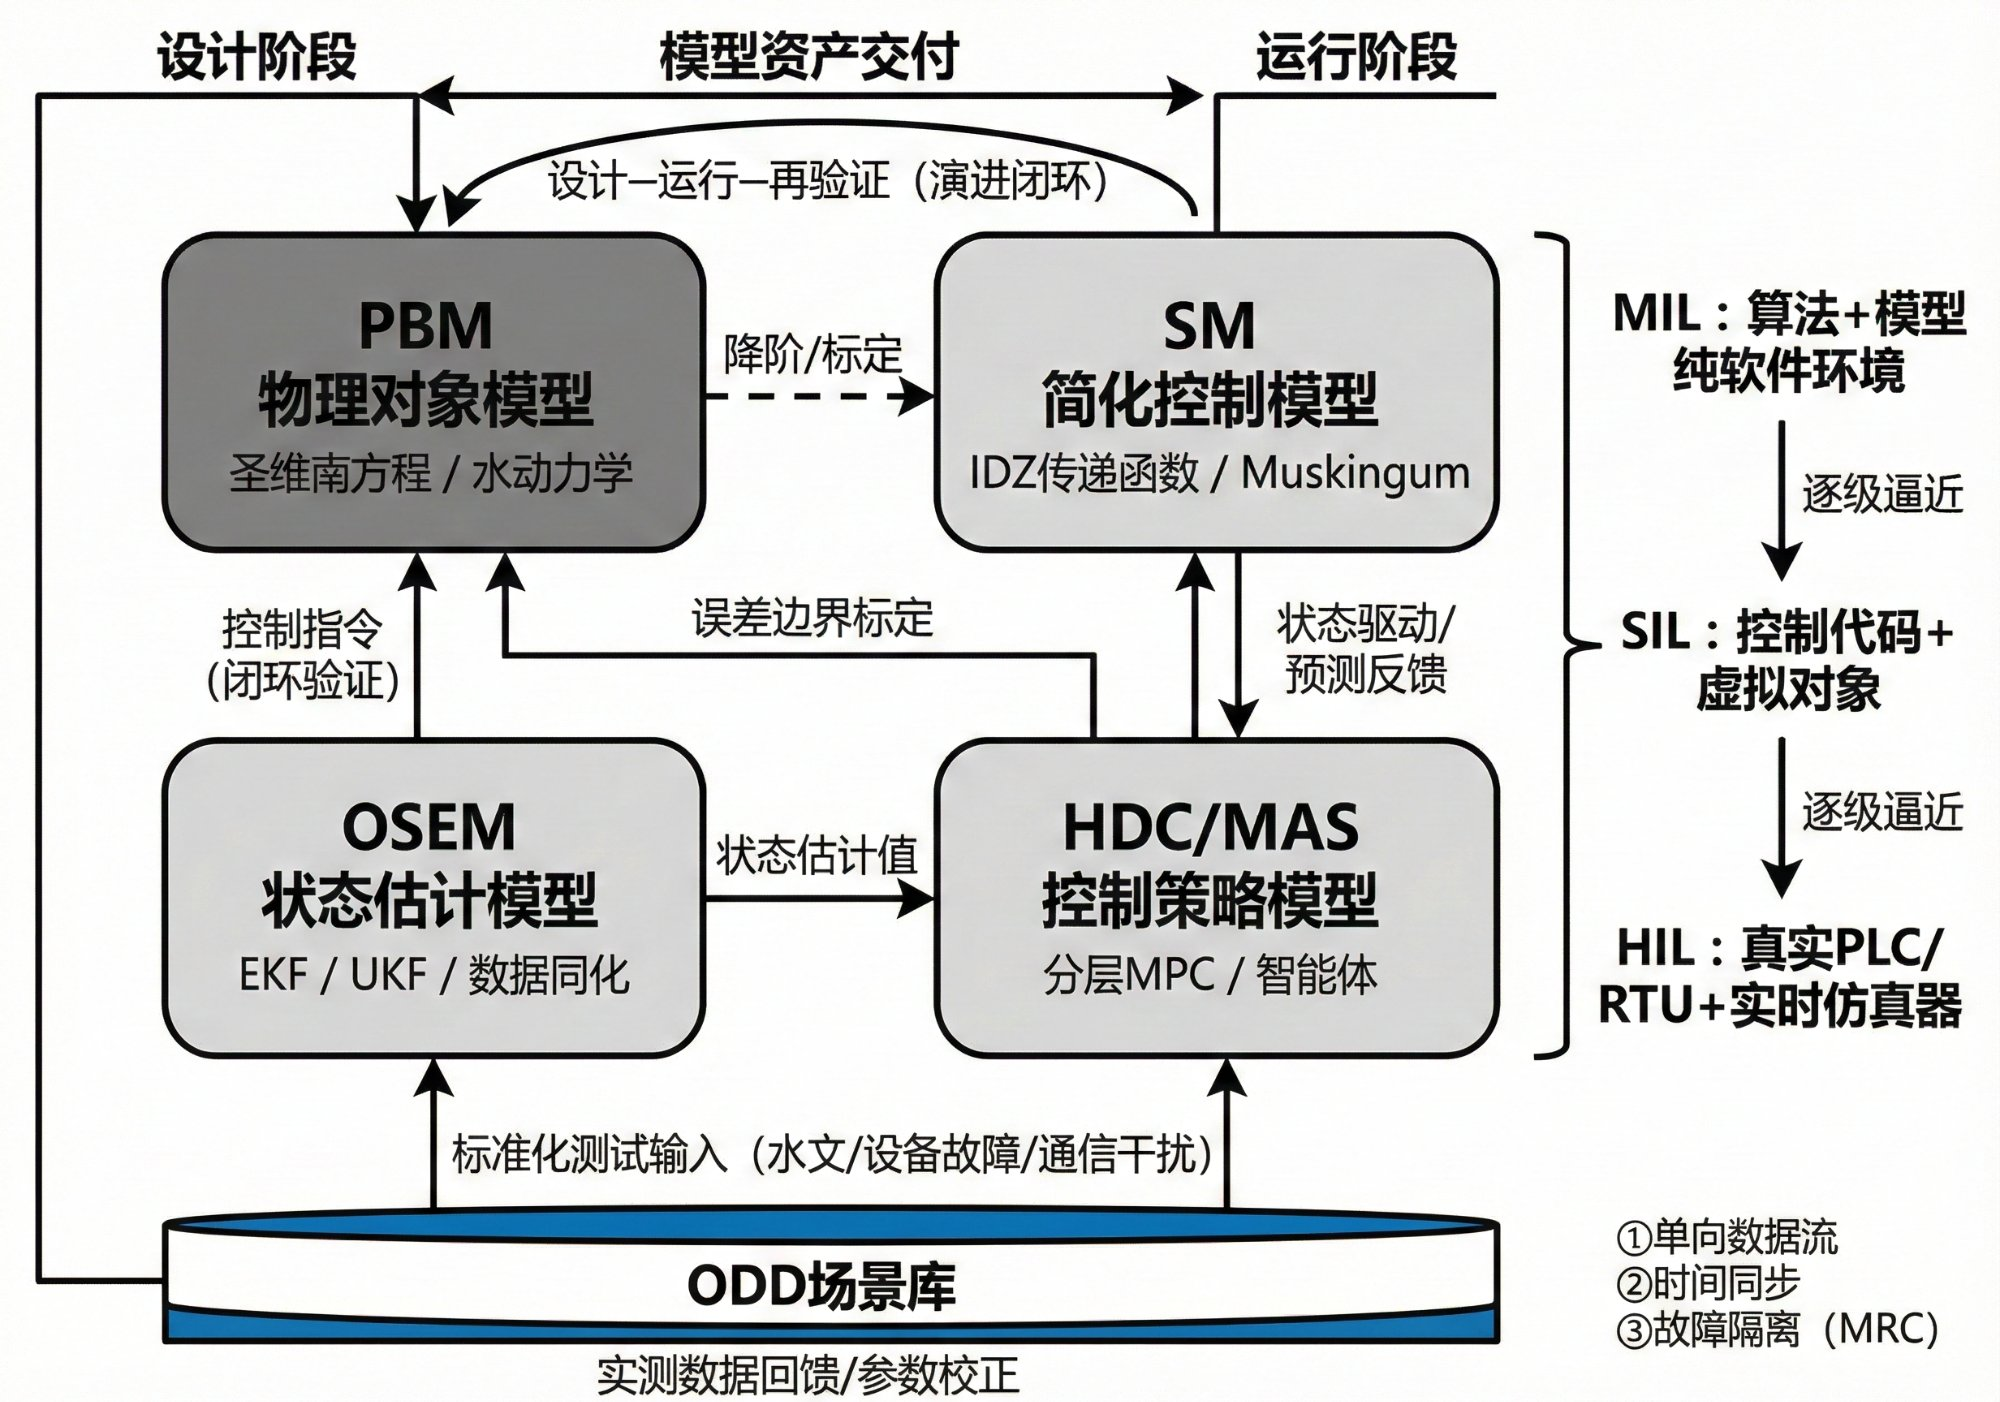 设计阶段
模型资产交付
运行阶段
设计—运行—再验证（演进闭环）
PBM
物理对象模型
圣维南方程 / 水动力学
降阶/标定
SM
简化控制模型
IDZ传递函数 / Muskingum
控制指令
（闭环验证）
误差边界标定
状态驱动/
预测反馈
OSEM
状态估计模型
EKF / UKF / 数据同化
状态估计值
HDC/MAS
控制策略模型
分层MPC / 智能体
标准化测试输入（水文/设备故障/通信干扰）
ODD场景库
实测数据回馈/参数校正
MIL：算法+模型
纯软件环境
逐级逼近
SIL：控制代码+
虚拟对象
逐级逼近
HIL：真实PLC/
RTU+实时仿真器
①单向数据流
②时间同步
③故障隔离（MRC）